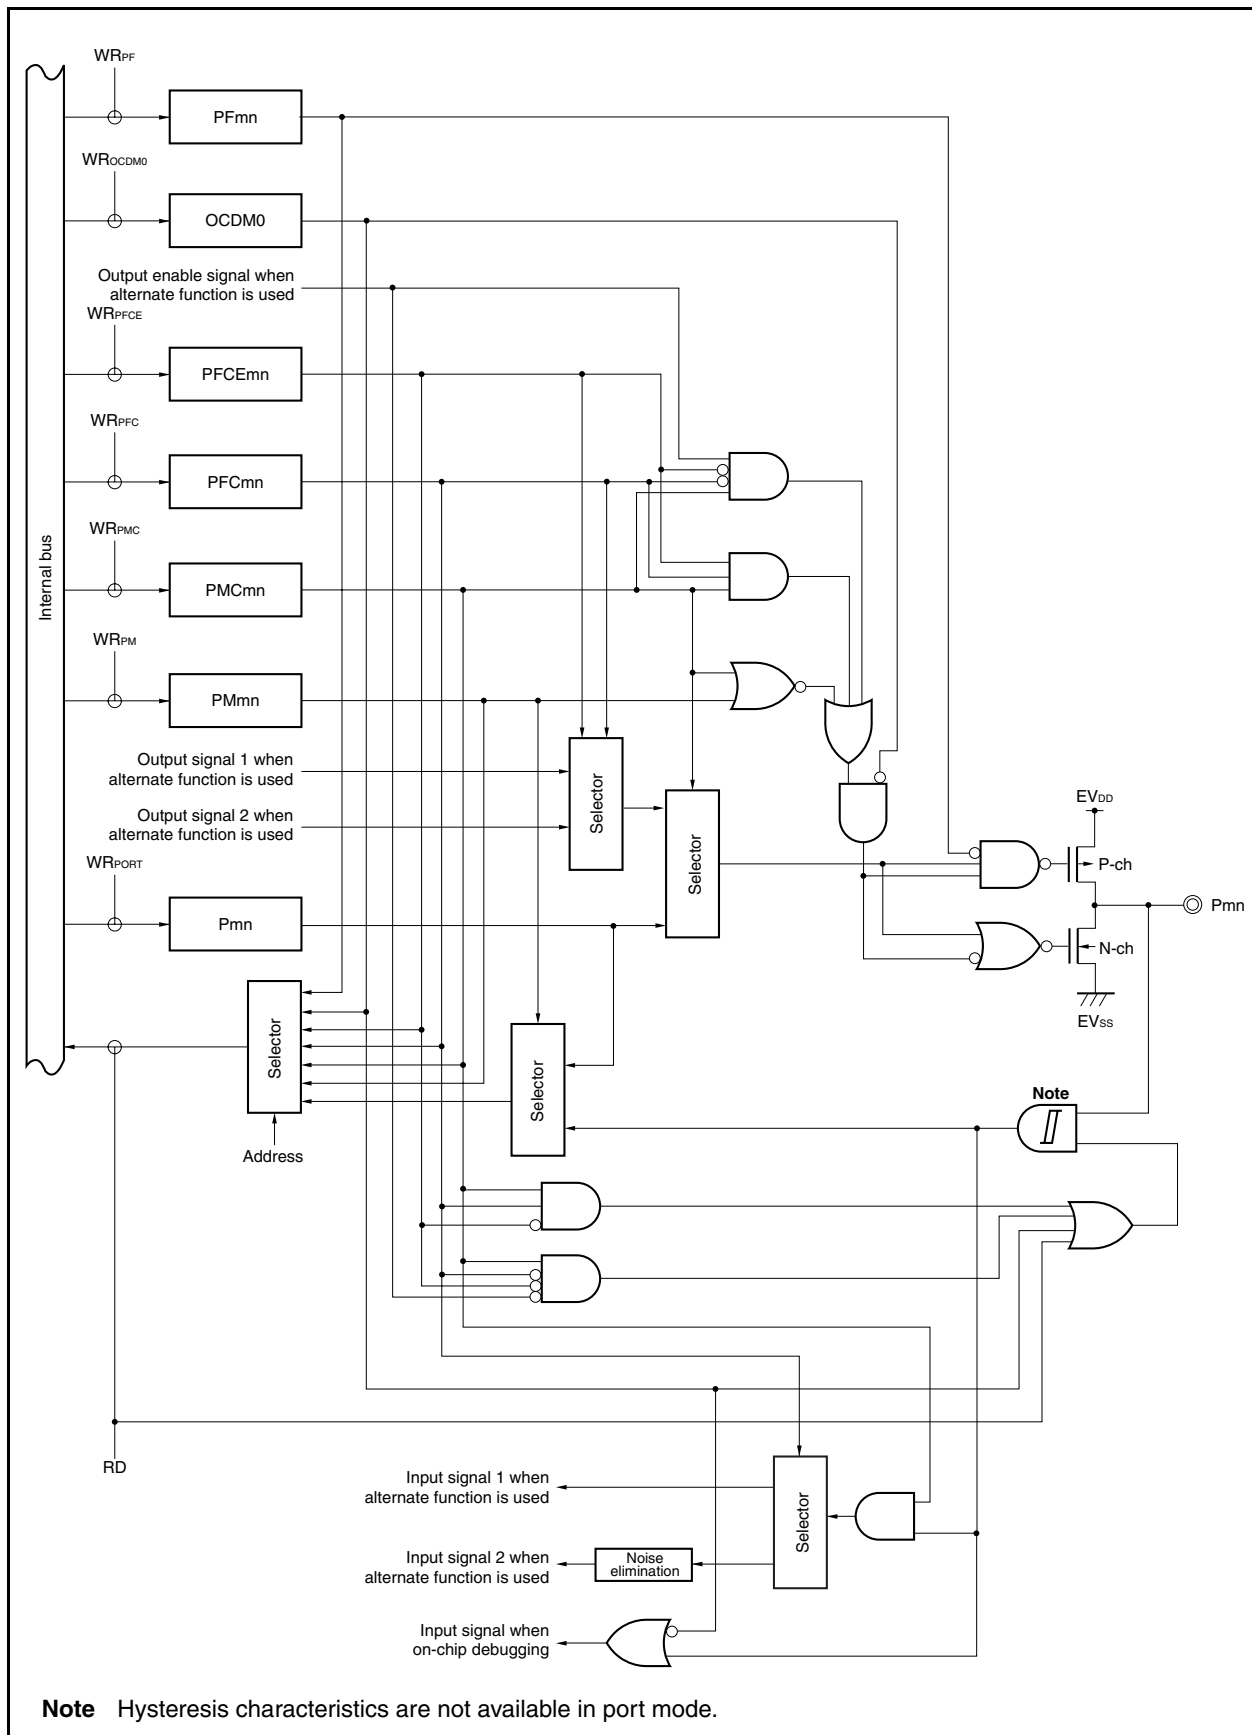 WRPF
PFmn
WROCDM0
OCDM0
Output enable signal when
alternate function is used
WRPFCE
PFCEmn
WRPFC
PFCmn
Internal bus
WRPMC
PMCmn
WRPM
PMmn
Output signal 1 when
alternate function is used
Output signal 2 when
alternate function is used
Selector
Selector
WRPORT
Pmn
EVDD
P-ch
Pmn
N-ch
EVSS
Selector
Address
Selector
Note
RD
Input signal 1 when
alternate function is used
Selector
Input signal 2 when
alternate function is used
Noise
elimination
Input signal when
on-chip debugging
Note Hysteresis characteristics are not available in port mode.